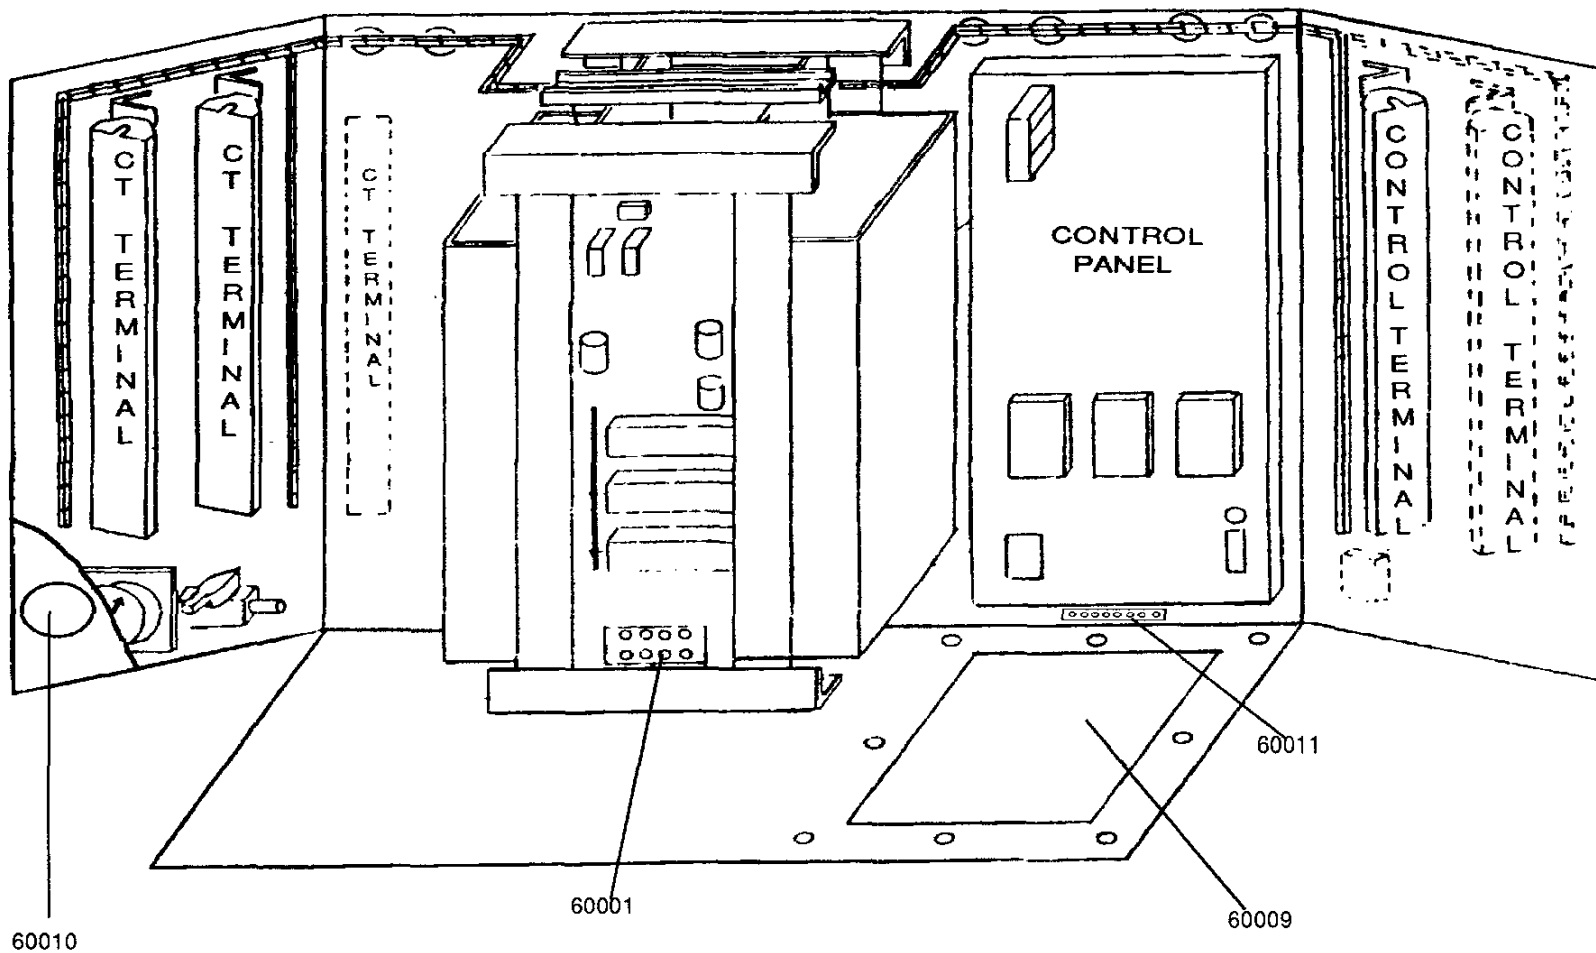 CT TERMINAL
CT TERMINAL
CT TERMINAL
CONTROL
PANEL
CONTROL TERMINAL
CONTROL TERMINAL
60011
60001
60009
60010